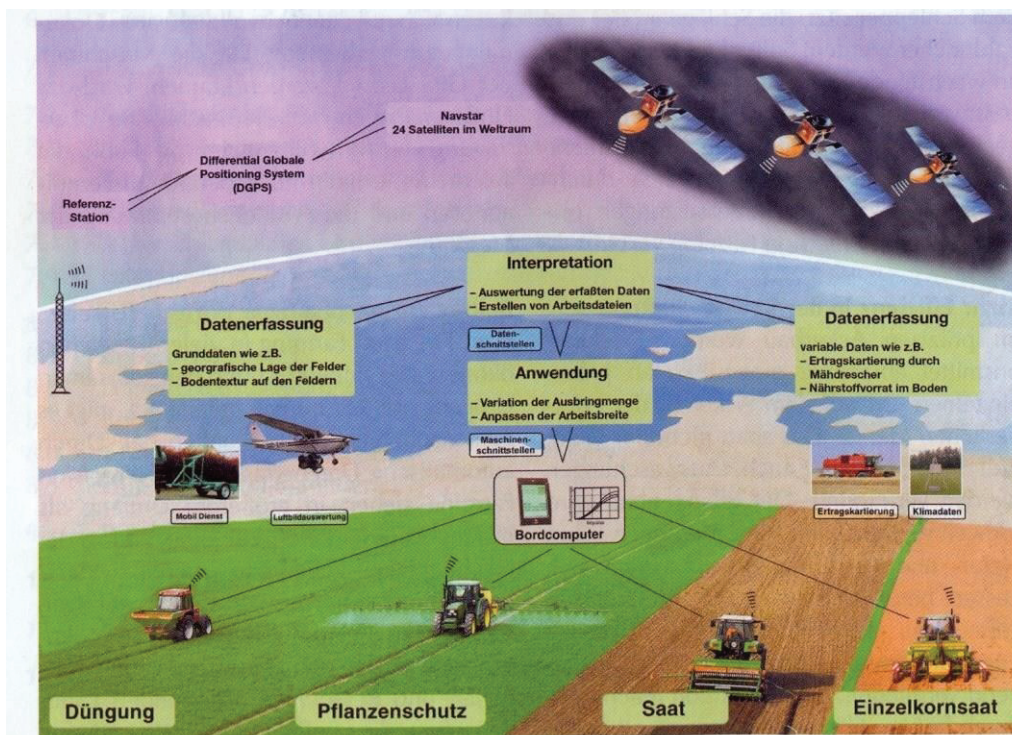 Navstar
24 Satelliten im Weltraum
Differential Globale
Positioning System
(DGPS)
Referenz-
Station
Interpretation
– Auswertung der erfaßten Daten
– Erstellen von Arbeitsdateien
Datenerfassung
Grunddaten wie z.B.
– georgrafische Lage der Felder
– Bodentextur auf den Feldern
Daten-
schnittstellen
Datenerfassung
variable Daten wie z.B.
– Ertragskartierung durch
Mähdrescher
– Nährstoffvorrat im Boden
Anwendung
– Variation der Ausbringmenge
– Anpassen der Arbeitsbreite
Maschinen-
schnittstellen
Mobil Dienst
Luftbildauswertung
Bordcomputer
Ertragskartierung
Klimadaten
Düngung
Pflanzenschutz
Saat
Einzelkornsaat